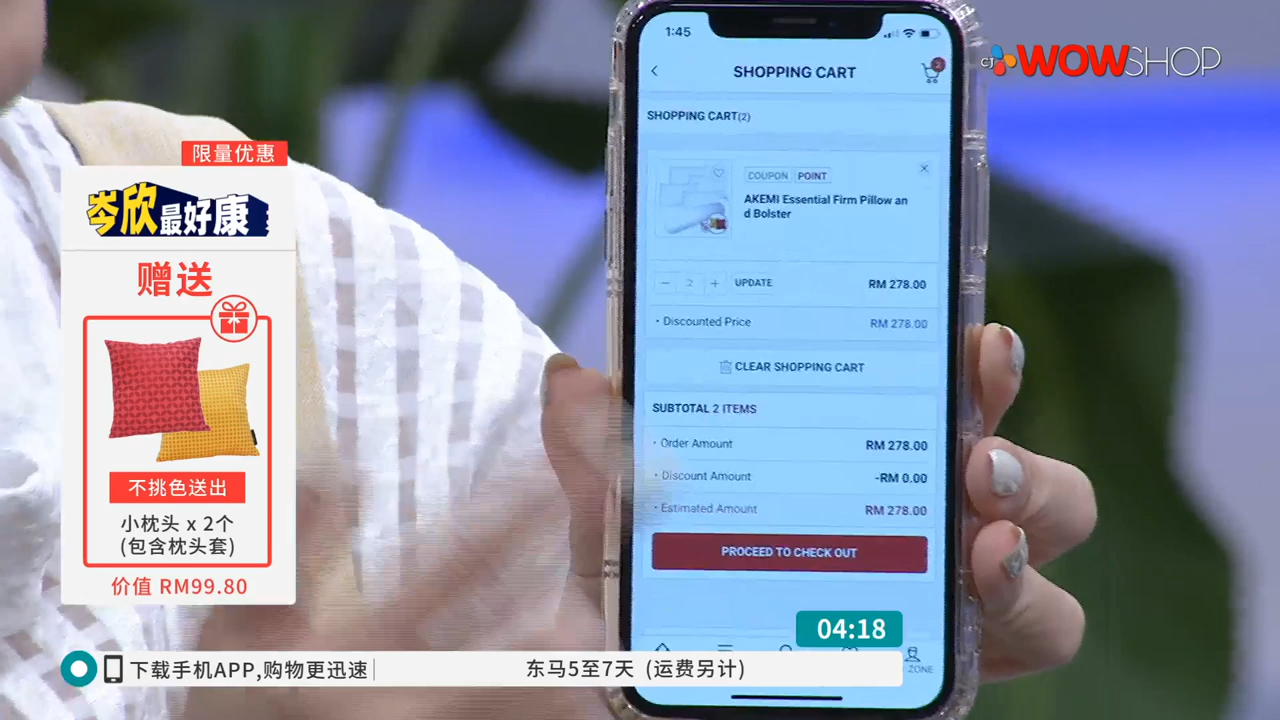 CJ WOWSHOP
限量优惠
岑欣最好康
赠送
不挑色送出
小枕头 x 2个
(包含枕头套)
价值 RM99.80
1:45
SHOPPING CART
2
SHOPPING CART(2)
COUPON POINT
AKEMI Essential Firm Pillow an
d Bolster
2 + UPDATE RM 278.00
• Discounted Price RM 278.00
CLEAR SHOPPING CART
SUBTOTAL 2 ITEMS
• Order Amount RM 278.00
• Discount Amount -RM 0.00
• Estimated Amount RM 278.00
PROCEED TO CHECK OUT
04:18
ZONE
下载手机APP,购物更迅速
东马5至7天 (运费另计)